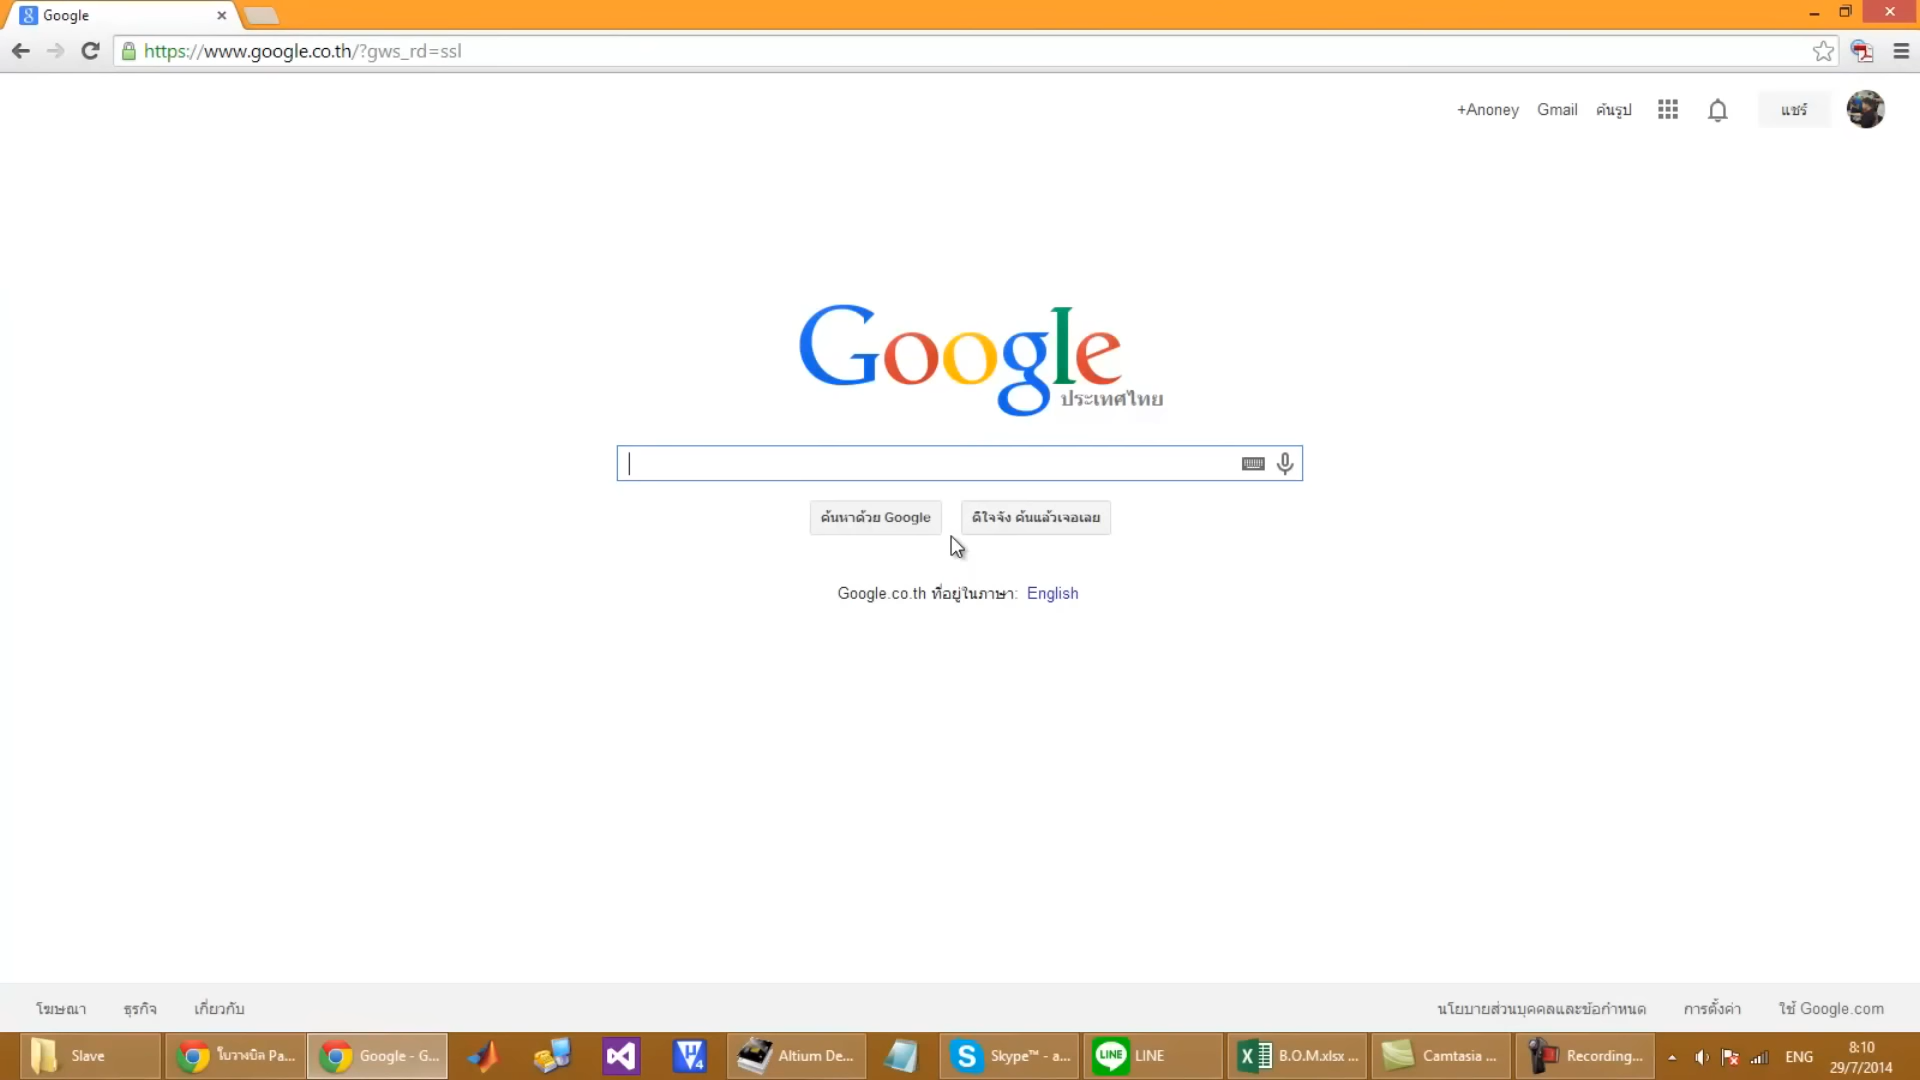 Google
https://www.google.co.th/?gws_rd=ssl
+Anoney Gmail ค้นรูป แชร์
Google
ประเทศไทย
ค้นหาด้วย Google ดีใจจัง ค้นแล้วเจอเลย
Google.co.th ที่อยู่ในภาษา: English
โฆษณา ธุรกิจ เกี่ยวกับ นโยบายส่วนบุคคลและข้อกำหนด การตั้งค่า ใช้ Google.com
Slave ใบวางบิล Pa... Google - G... Altium De... Skype™ - a... LINE B.O.M.xlsx ... Camtasia ... Recording... ENG 8:10
29/7/2014